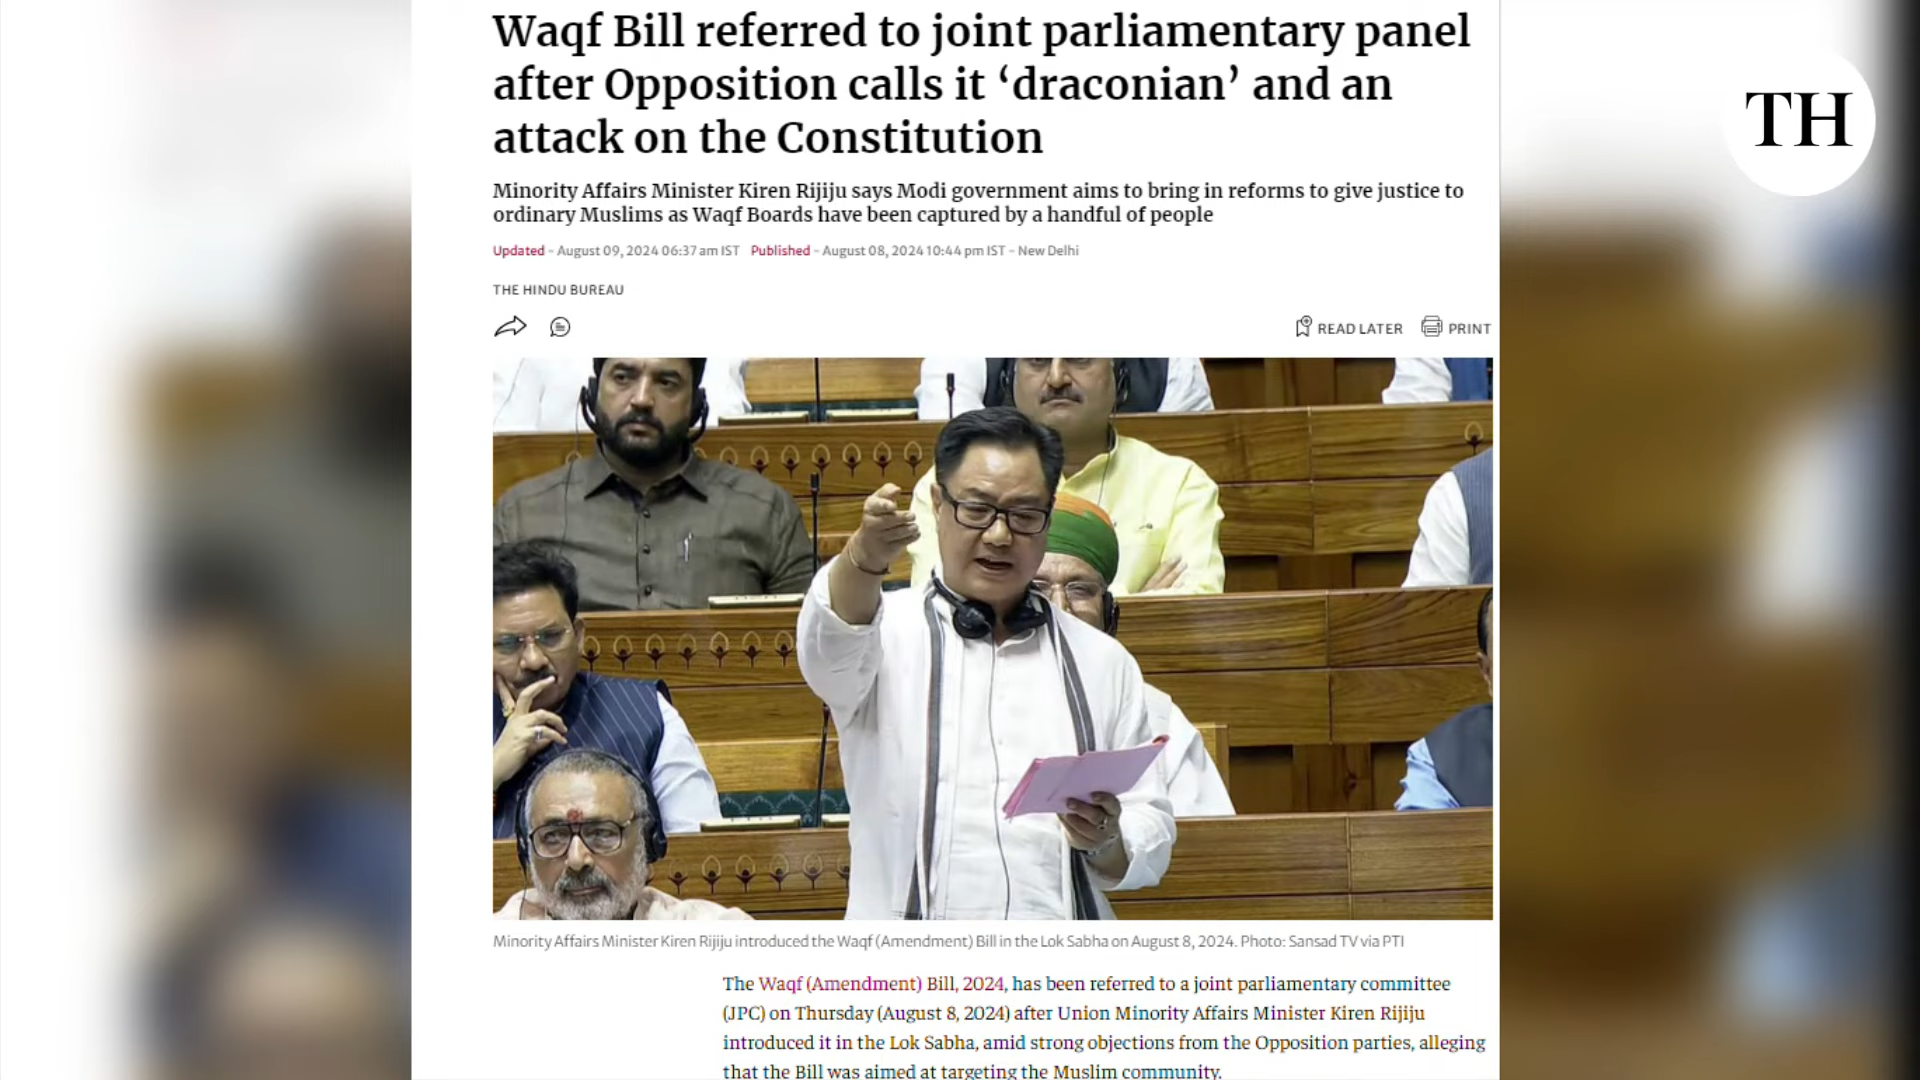 Waqf Bill referred to joint parliamentary panel
after Opposition calls it ‘draconian’ and an
attack on the Constitution
TH
Minority Affairs Minister Kiren Rijiju says Modi government aims to bring in reforms to give justice to
ordinary Muslims as Waqf Boards have been captured by a handful of people
Updated - August 09, 2024 06:37 am IST Published - August 08, 2024 10:44 pm IST - New Delhi
THE HINDU BUREAU
READ LATER PRINT
Minority Affairs Minister Kiren Rijiju introduced the Waqf (Amendment) Bill in the Lok Sabha on August 8, 2024. Photo: Sansad TV via PTI
The Waqf (Amendment) Bill, 2024, has been referred to a joint parliamentary committee
(JPC) on Thursday (August 8, 2024) after Union Minority Affairs Minister Kiren Rijiju
introduced it in the Lok Sabha, amid strong objections from the Opposition parties, alleging
that the Bill was aimed at targeting the Muslim community.